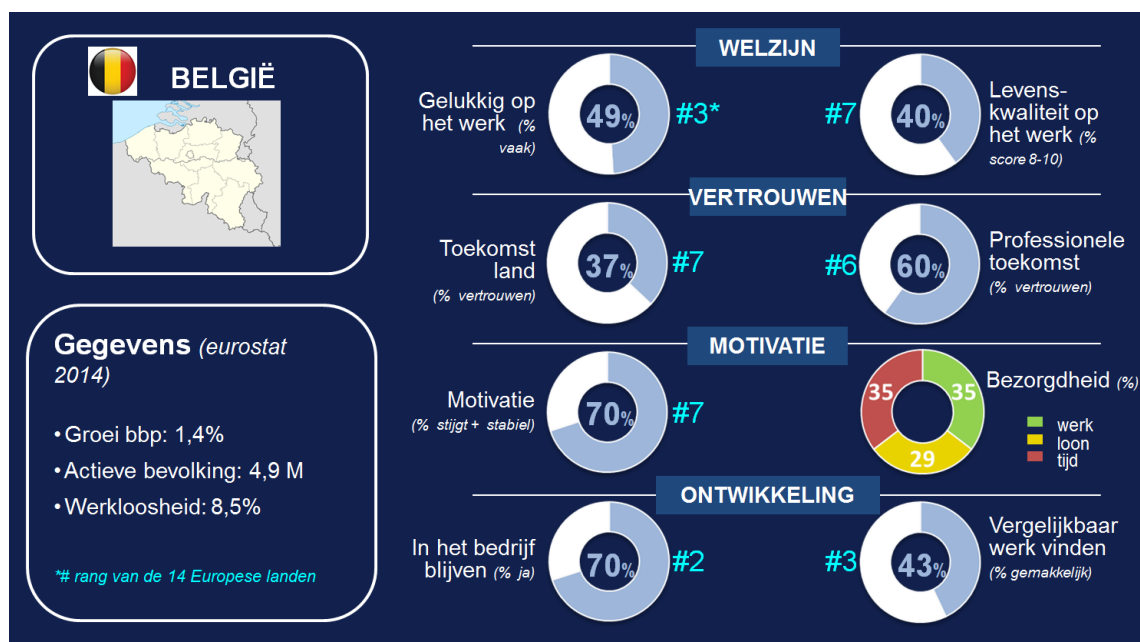 BELGIË
Gegevens (eurostat
2014)
• Groei bbp: 1,4%
• Actieve bevolking: 4,9 M
• Werkloosheid: 8,5%
*# rang van de 14 Europese landen
WELZIJN
Gelukkig op
het werk (%
vaak)
49%
#3*
#7
40%
Levens-
kwaliteit op
het werk (%
score 8-10)
VERTROUWEN
Toekomst
land
(% vertrouwen)
37%
#7
#6
60%
Professionele
toekomst
(% vertrouwen)
MOTIVATIE
Motivatie
(% stijgt + stabiel)
70%
#7
35
35
29
Bezorgdheid (%)
werk
loon
tijd
ONTWIKKELING
In het bedrijf
blijven (% ja)
70%
#2
#3
43%
Vergelijkbaar
werk vinden
(% gemakkelijk)